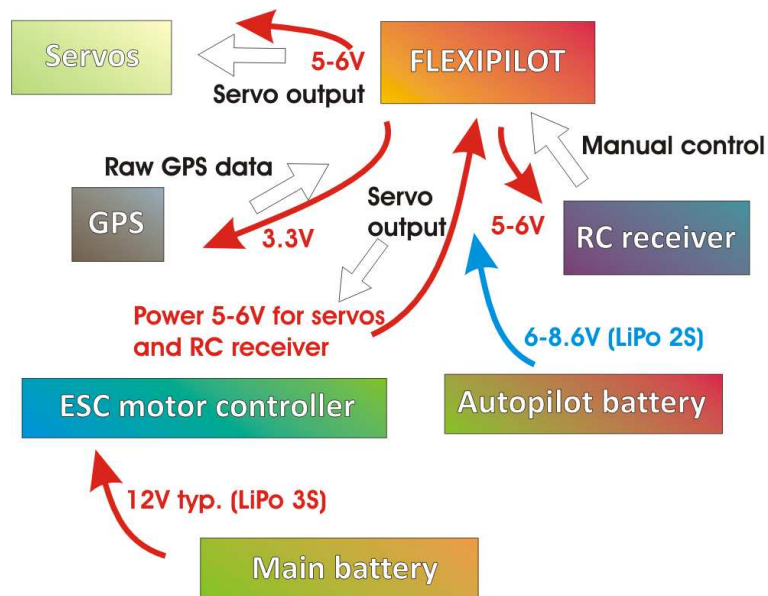 Servos
5-6V
FLEXIPILOT
Servo output
Manual control
Raw GPS data
Servo
output
GPS
3.3V
5-6V
RC receiver
Power 5-6V for servos
and RC receiver
6-8.6V (LiPo 2S)
ESC motor controller
Autopilot battery
12V typ. (LiPo 3S)
Main battery